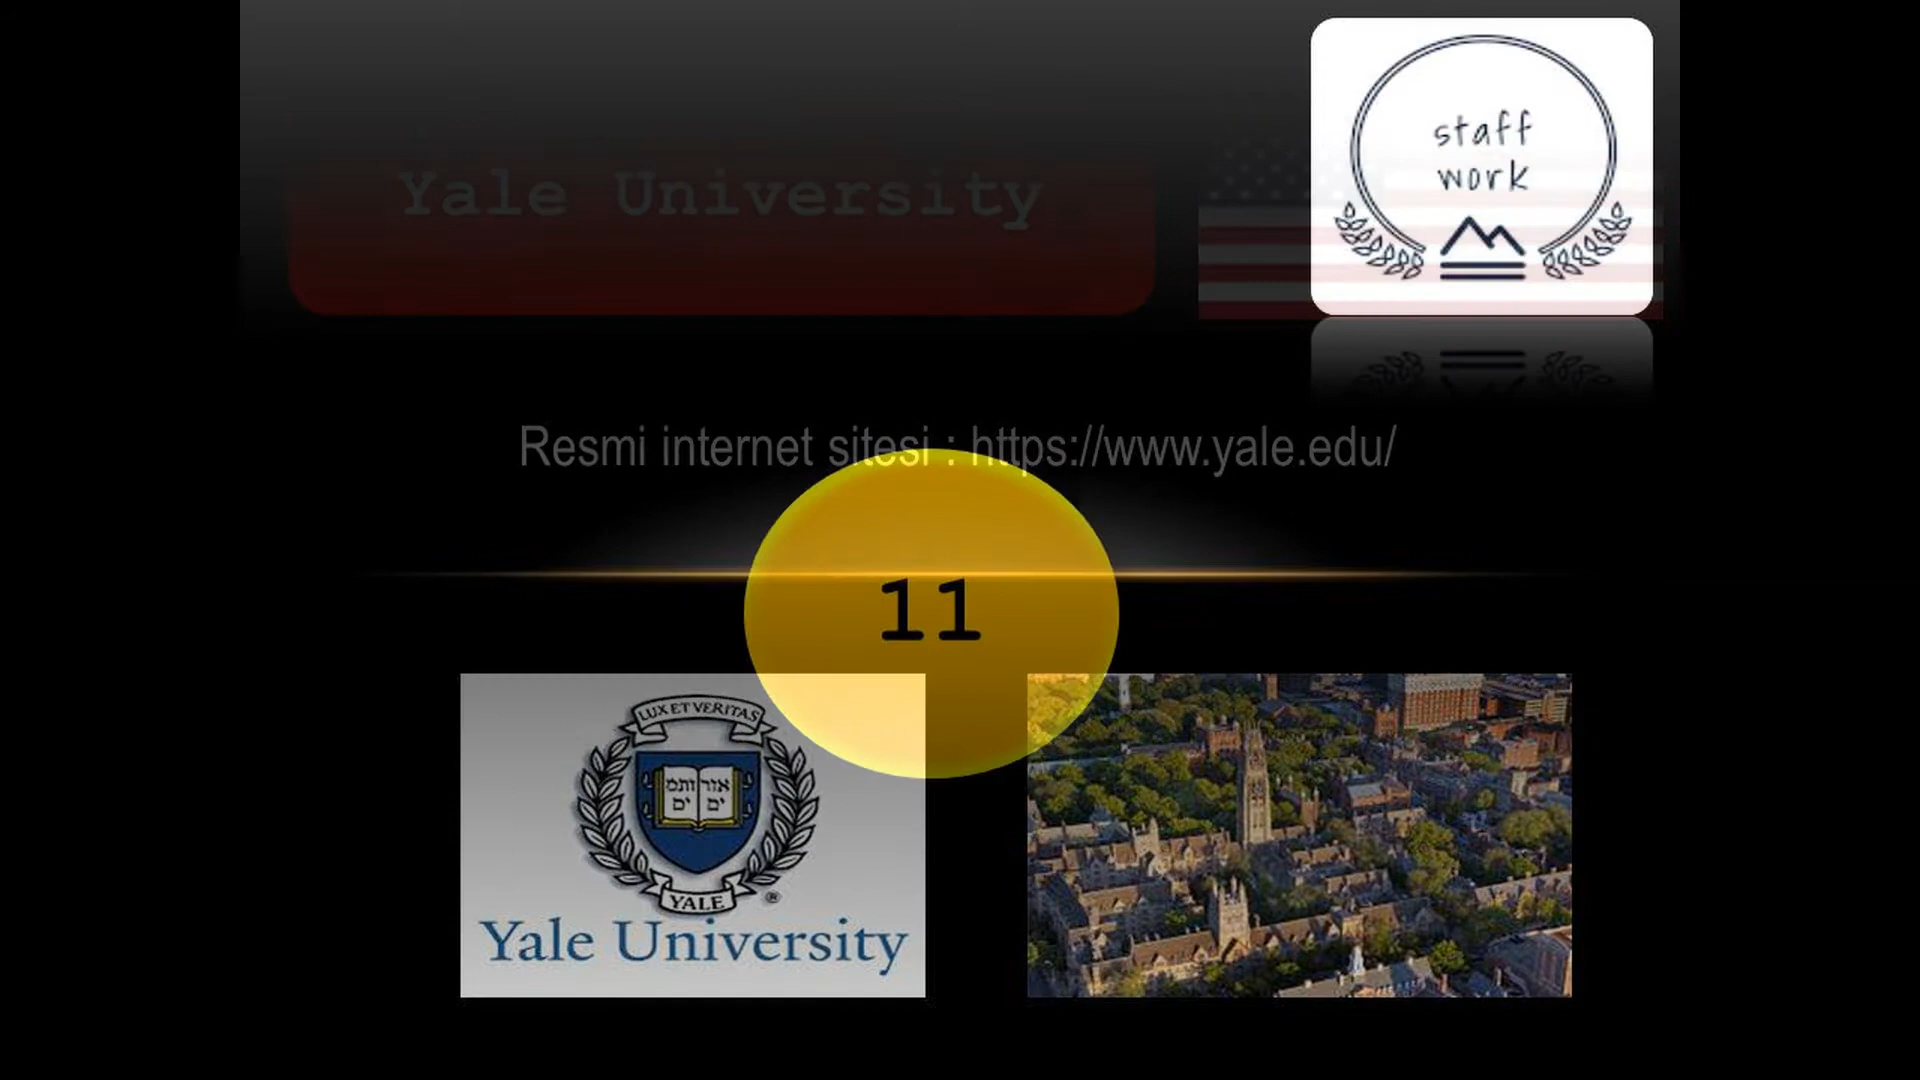 Yale University
staff
work
Resmi internet sitesi : https://www.yale.edu/
11
LUX ET VERITAS
אורים
ותמים
YALE
®
Yale University